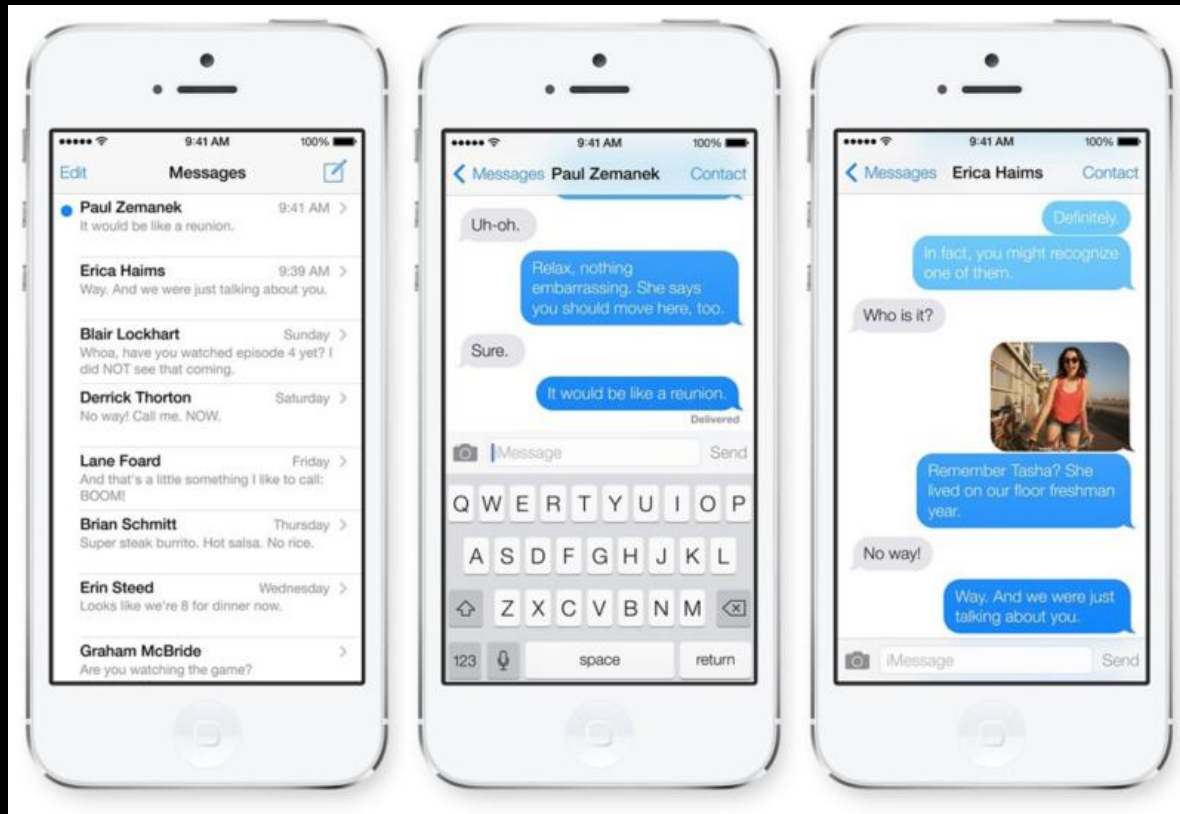 9:41 AM 100%
Edit Messages
Paul Zemanek 9:41 AM
It would be like a reunion.
Erica Haims 9:39 AM
Way. And we were just talking about you.
Blair Lockhart Sunday
Whoa, have you watched episode 4 yet? I
did NOT see that coming.
Derrick Thorton Saturday
No way! Call me. NOW.
Lane Foard Friday
And that's a little something I like to call:
BOOM!
Brian Schmitt Thursday
Super steak burrito. Hot salsa. No rice.
Erin Steed Wednesday
Looks like we're 8 for dinner now.
Graham McBride
Are you watching the game?
9:41 AM 100%
Messages Paul Zemanek Contact
Uh-oh.
Relax, nothing
embarrassing. She says
you should move here, too.
Sure.
It would be like a reunion.
Delivered
iMessage Send
Q W E R T Y U I O P
A S D F G H J K L
Z X C V B N M
123 space return
9:41 AM 100%
Messages Erica Haims Contact
Definitely.
In fact, you might recognize
one of them.
Who is it?
Remember Tasha? She
lived on our floor freshman
year.
No way!
Way. And we were just
talking about you.
iMessage Send